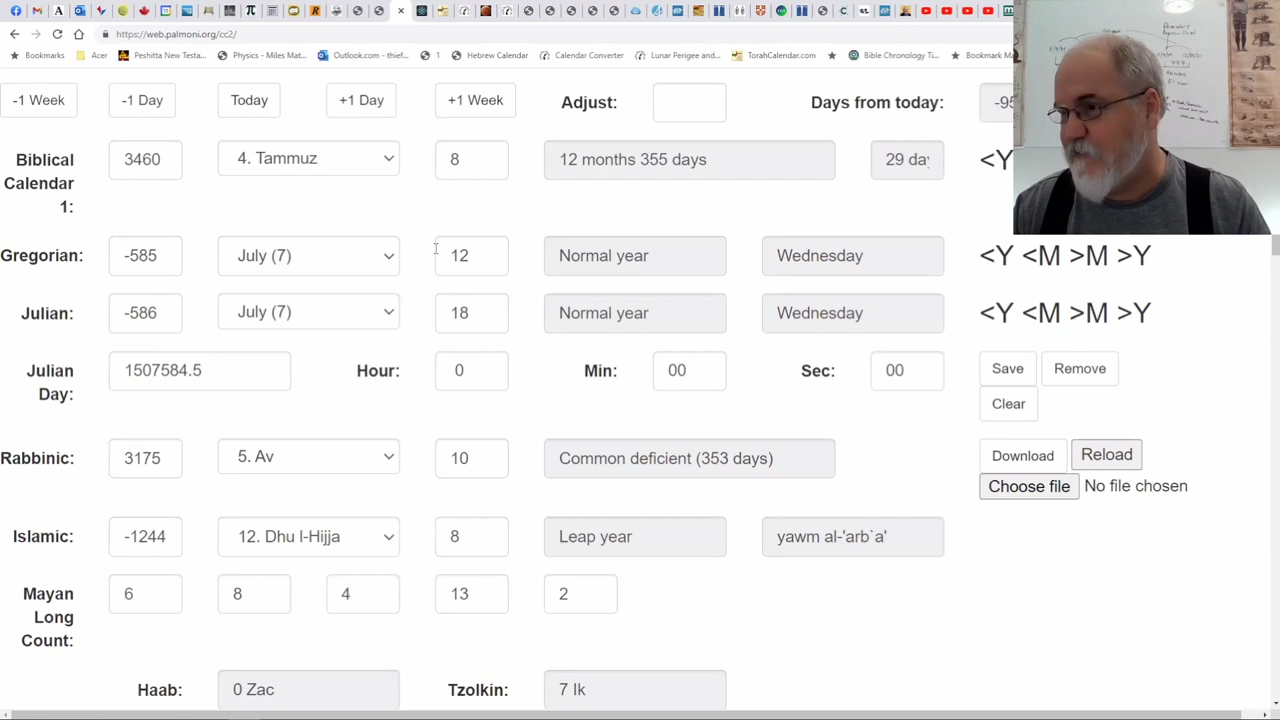 https://web.palmoni.org/cc2/
Bookmarks Acer Peshitta New Testa... Physics - Miles Mat... Outlook.com - thief... 1 Hebrew Calendar Calendar Converter Lunar Perigee and... TorahCalendar.com Bible Chronology Ti... Bookmark M
-1 Week -1 Day Today +1 Day +1 Week Adjust: Days from today: -95
Biblical Calendar 1: 3460 4. Tammuz 8 12 months 355 days 29 day <Y
Gregorian: -585 July (7) 12 Normal year Wednesday <Y <M >M >Y
Julian: -586 July (7) 18 Normal year Wednesday <Y <M >M >Y
Julian Day: 1507584.5 Hour: 0 Min: 00 Sec: 00 Save Remove
Clear
Rabbinic: 3175 5. Av 10 Common deficient (353 days) Download Reload
Choose file No file chosen
Islamic: -1244 12. Dhu l-Hijja 8 Leap year yawm al-'arb`a'
Mayan Long Count: 6 8 4 13 2
Haab: 0 Zac Tzolkin: 7 Ik